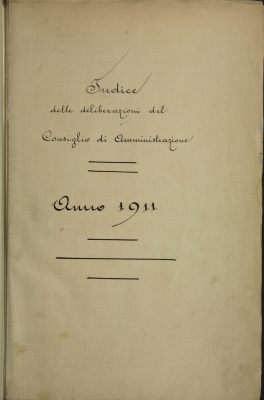 Indice
delle deliberazioni del
Consiglio di Amministrazione
Anno 1911